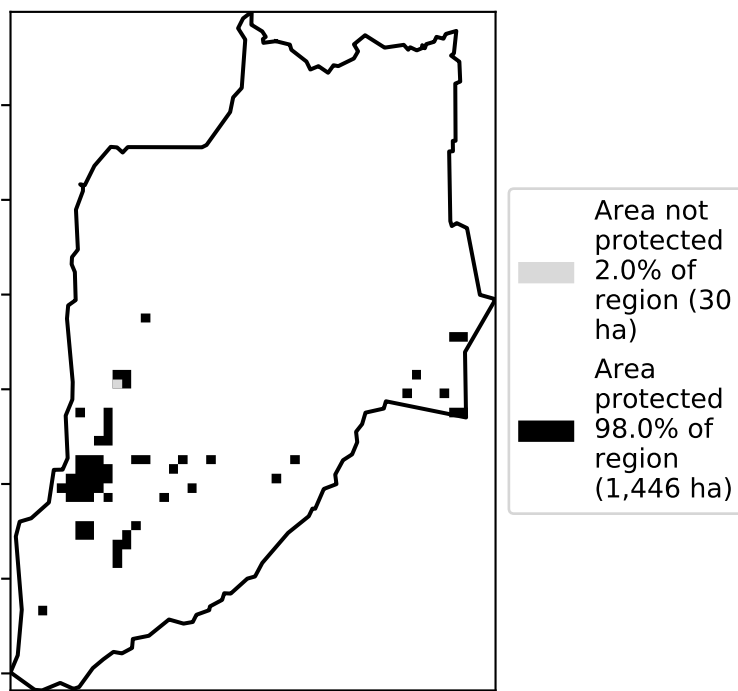 Area not
protected
2.0% of
region (30
ha)
Area
protected
98.0% of
region
(1,446 ha)